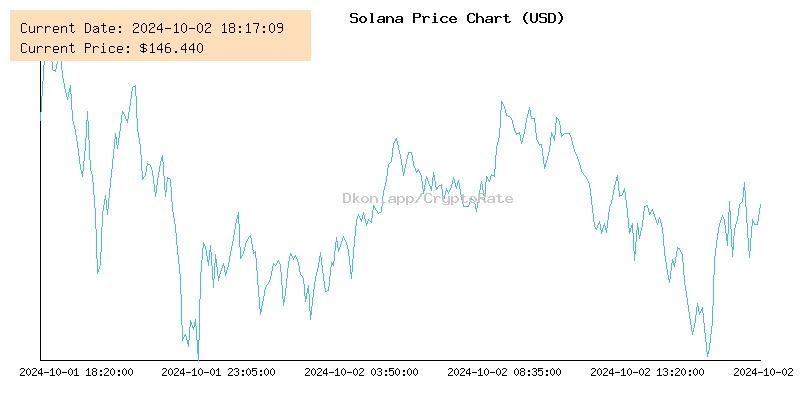 Solana Price Chart (USD)
Current Date: 2024-10-02 18:17:09
Current Price: $146.440
Dkoniapp/CryptoRate
2024-10-01 18:20:00
2024-10-01 23:05:00
2024-10-02 03:50:00
2024-10-02 08:35:00
2024-10-02 13:20:00
2024-10-02